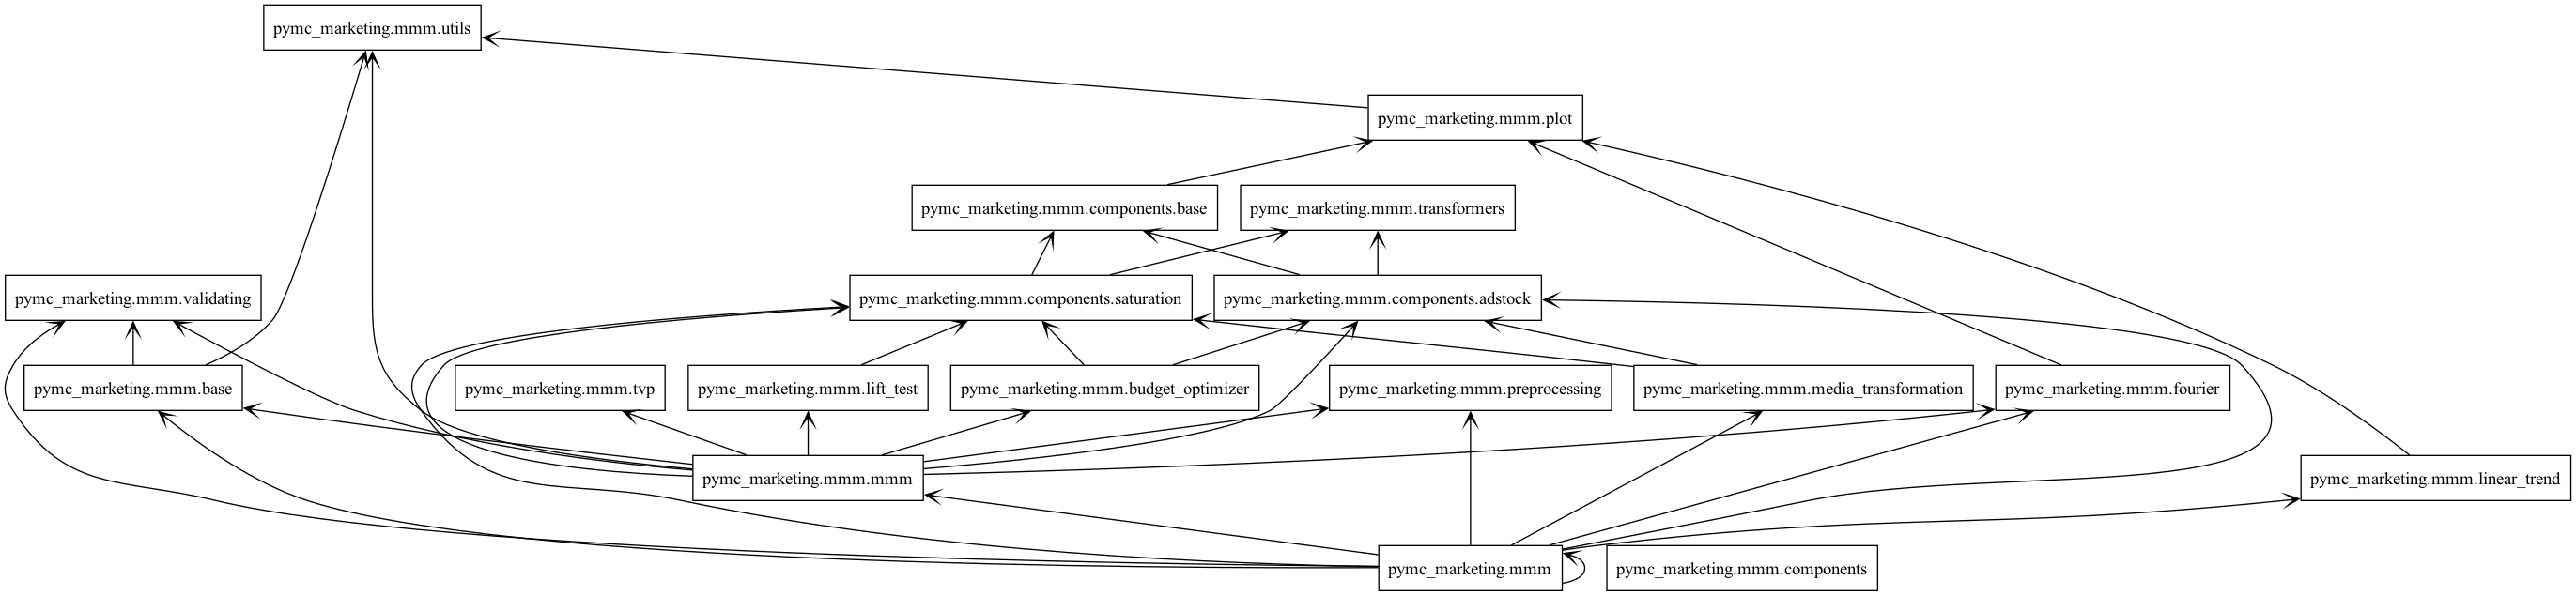 pymc_marketing.mmm.utils
pymc_marketing.mmm.plot
pymc_marketing.mmm.components.base
pymc_marketing.mmm.transformers
pymc_marketing.mmm.validating
pymc_marketing.mmm.components.saturation
pymc_marketing.mmm.components.adstock
pymc_marketing.mmm.base
pymc_marketing.mmm.tvp
pymc_marketing.mmm.lift_test
pymc_marketing.mmm.budget_optimizer
pymc_marketing.mmm.preprocessing
pymc_marketing.mmm.media_transformation
pymc_marketing.mmm.fourier
pymc_marketing.mmm.mmm
pymc_marketing.mmm.linear_trend
pymc_marketing.mmm
pymc_marketing.mmm.components